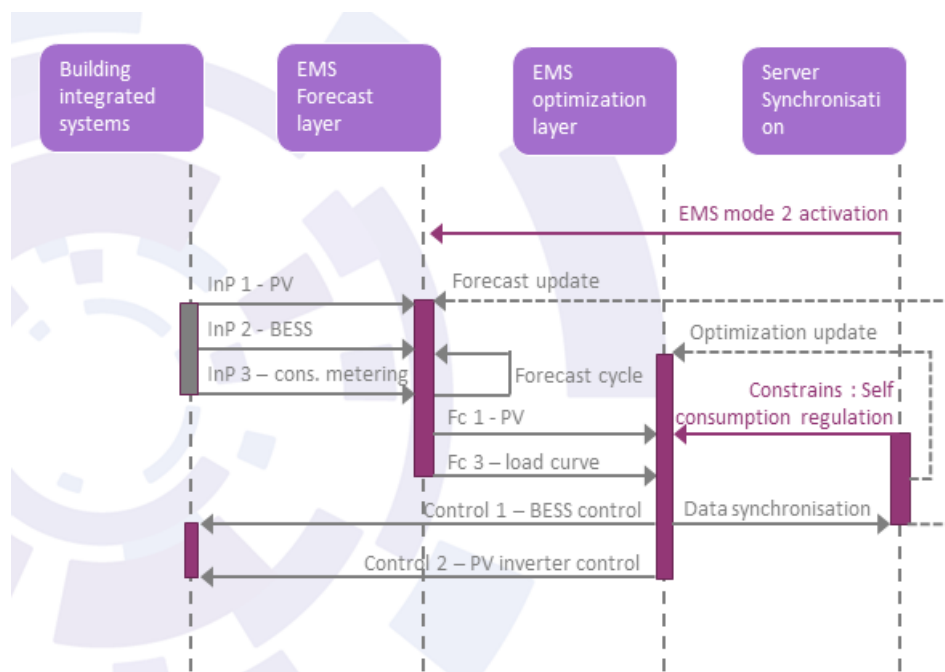 Building
integrated
systems
EMS
Forecast
layer
EMS
optimization
layer
Server
Synchronisati
on
EMS mode 2 activation
InP 1 - PV
Forecast update
InP 2 - BESS
Optimization update
InP 3 – cons. metering
Forecast cycle
Constrains : Self
consumption regulation
Fc 1 - PV
Fc 3 – load curve
Control 1 – BESS control
Data synchronisation
Control 2 – PV inverter control